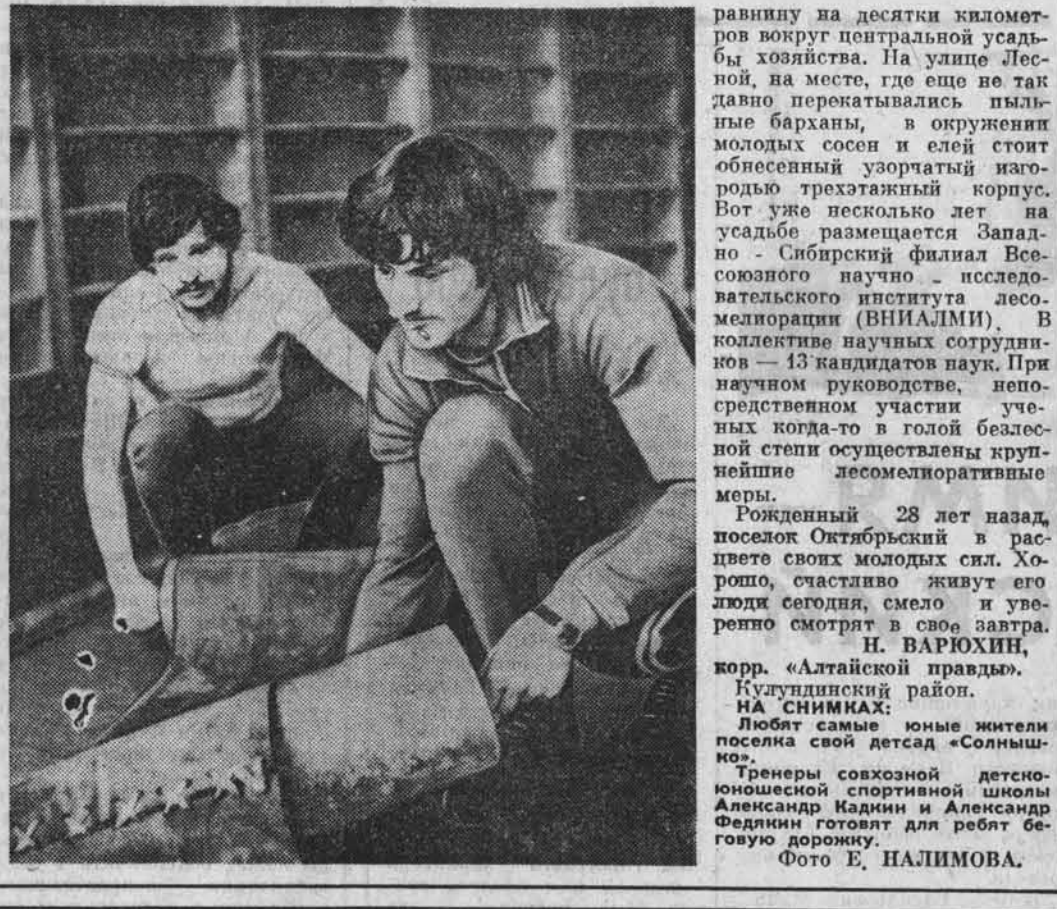 равнину на десятки километ-
ров вокруг центральной усадь-
бы хозяйства. На улице Лес-
ной, на месте, где еще не так
давно перекатывались пыль-
ные барханы, в окружении
молодых сосен и елей стоит
обнесенный узорчатый изго-
родью трехэтажный корпус.
Вот уже несколько лет на
усадьбе размещается Запад-
но - Сибирский филиал Все-
союзного научно - исследо-
вательского института лесо-
мелиорации (ВНИАЛМИ). В
коллективе научных сотрудни-
ков — 13 кандидатов наук. При
научном руководстве, непо-
средственном участии уче-
ных когда-то в голой безлес-
ной степи осуществлены круп-
нейшие лесомелиоративные
меры.
Рожденный 28 лет назад,
поселок Октябрьский в рас-
цвете своих молодых сил. Хо-
рошо, счастливо живут его
люди сегодня, смело и уве-
ренно смотрят в свое завтра.
Н. ВАРЮХИН,
корр. «Алтайской правды».
Кулундинский район.
НА СНИМКАХ:
Любят самые юные жители
поселка свой детсад «Солныш-
ко».
Тренеры совхозной детско-
юношеской спортивной школы
Александр Кадкин и Александр
Федякин готовят для ребят бе-
говую дорожку.
Фото Е. НАЛИМОВА.